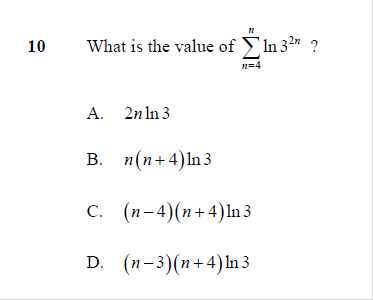 10 What is the value of $\sum_{n=4}^{n} \ln 3^{2n}$ ?
A. 2n ln 3
B. n(n+4)ln 3
C. (n−4)(n+4)ln 3
D. (n−3)(n+4)ln 3